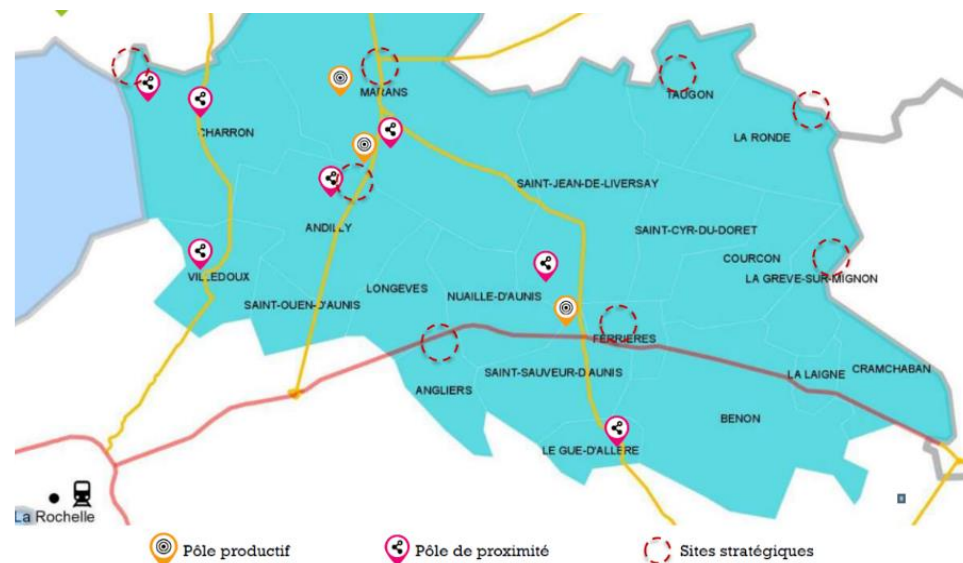 MARANS
TAUGON
CHARRON
LA RONDE
SAINT-JEAN-DE-LIVERSAY
ANDILLY
SAINT-CYR-DU-DORET
COURCON
VILLEDOUX
LA GREVE-SUR-MIGNON
LONGEVES
NUAILLE-D'AUNIS
SAINT-OUEN-D'AUNIS
FERRIERES
SAINT-SAUVEUR-D'AUNIS
LA LAIGNE
CRAMCHABAN
ANGLIERS
BENON
LE GUE-D'ALLERE
La Rochelle
Pôle productif
Pôle de proximité
Sites stratégiques